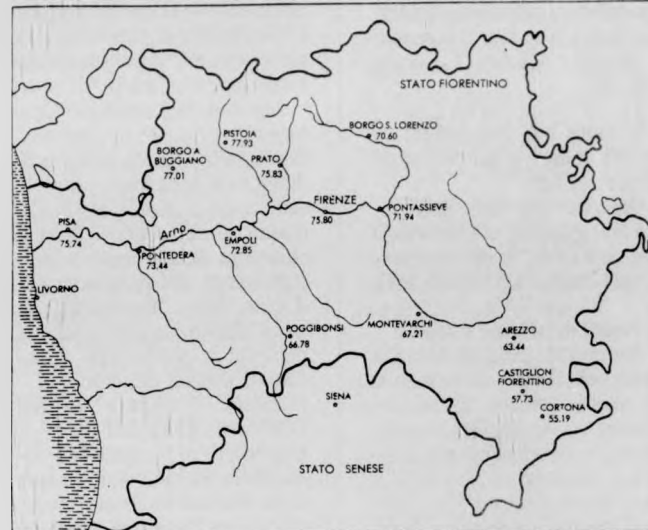 STATO FIORENTINO
BORGO S. LORENZO
70.60
PISTOIA
77.93
BORGO A
BUGGIANO
77.01
PRATO
75.83
FIRENZE
75.80
PONTASSIEVE
71.94
PISA
75.74
Arno
EMPOLI
72.85
PONTEDERA
73.44
LIVORNO
POGGIBONSI
66.78
MONTEVARCHI
67.21
AREZZO
63.44
CASTIGLION
FIORENTINO
57.73
SIENA
CORTONA
55.19
STATO SENESE